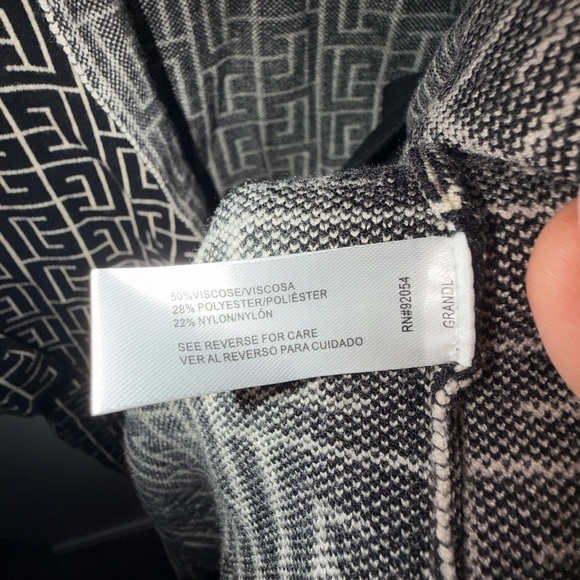 50%VISCOSE/VISCOSA
28% POLYESTER/POLIÉSTER
22% NYLON/NYLÓN
SEE REVERSE FOR CARE
VER AL REVERSO PARA CUIDADO
RN#92054